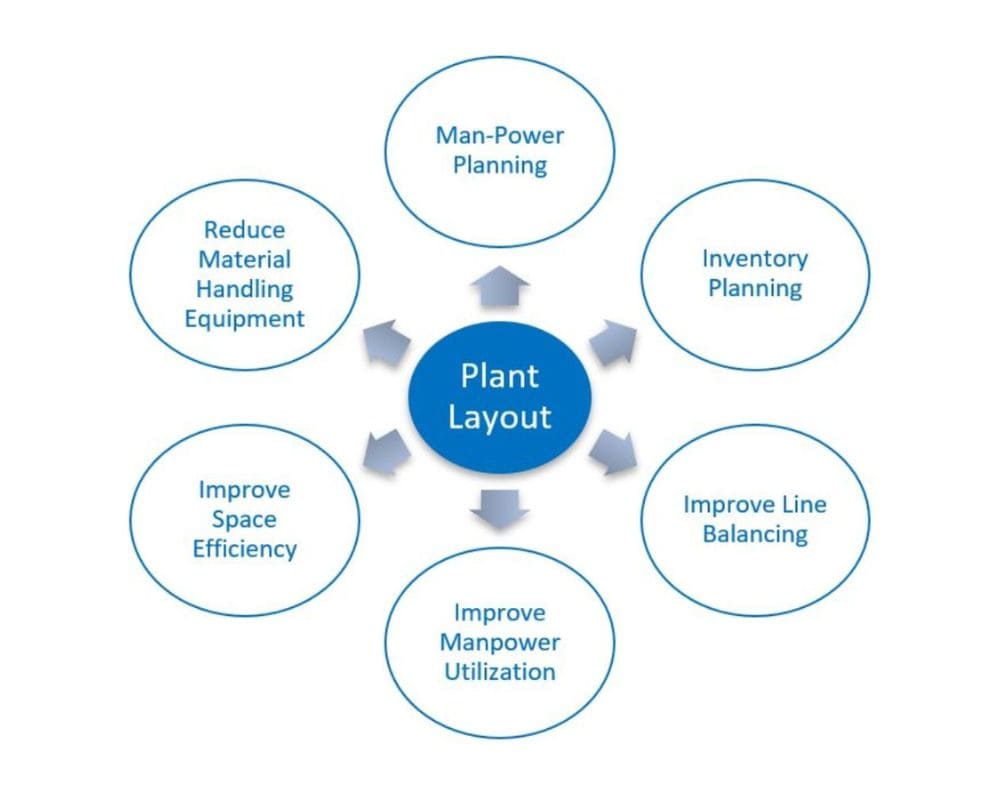 Man-Power
Planning
Reduce
Material
Handling
Equipment
Inventory
Planning
Plant
Layout
Improve
Space
Efficiency
Improve Line
Balancing
Improve
Manpower
Utilization